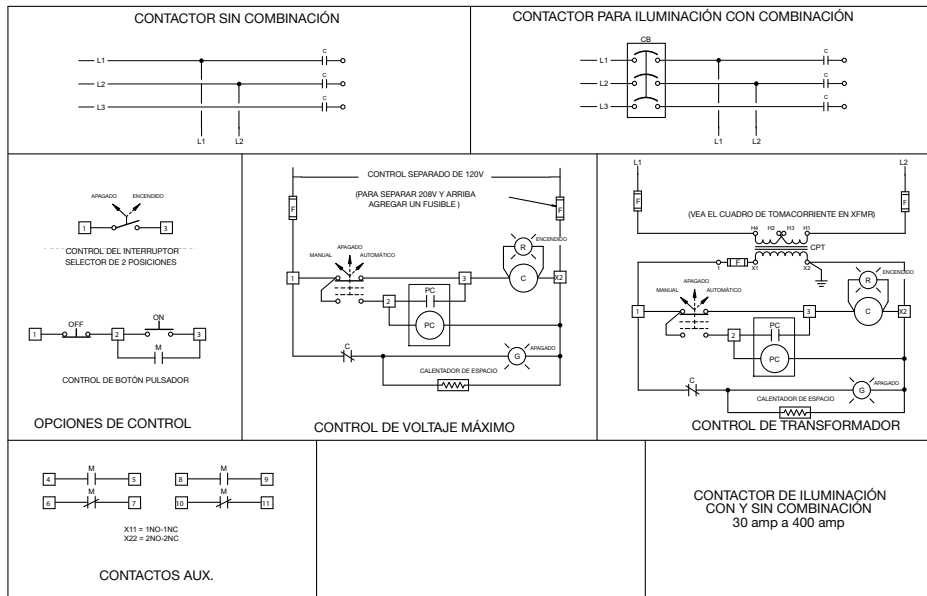 CONTACTOR SIN COMBINACIÓN
L1
C
L2
C
L3
C
L1
L2
CONTACTOR PARA ILUMINACIÓN CON COMBINACIÓN
CB
L1
C
L2
C
L3
C
L1
L2
APAGADO
ENCENDIDO
1
3
CONTROL DEL INTERRUPTOR
SELECTOR DE 2 POSICIONES
OFF
ON
1
2
3
M
CONTROL DE BOTÓN PULSADOR
OPCIONES DE CONTROL
CONTROL SEPARADO DE 120V
(PARA SEPARAR 208V Y ARRIBA
AGREGAR UN FUSIBLE )
F
F
R
ENCENDIDO
APAGADO
MANUAL
AUTOMÁTICO
1
3
C
X2
2
PC
PC
C
G
APAGADO
CALENTADOR DE ESPACIO
CONTROL DE VOLTAJE MÁXIMO
L1
L2
F
F
(VEA EL CUADRO DE TOMACORRIENTE EN XFMR)
H4
H2
H3
H1
CPT
1
F
X1
X2
R
ENCENDIDO
APAGADO
MANUAL
AUTOMÁTICO
1
3
C
X2
2
PC
PC
C
G
APAGADO
CALENTADOR DE ESPACIO
CONTROL DE TRANSFORMADOR
4
M
5
8
M
9
6
M
7
10
M
11
X11 = 1NO-1NC
X22 = 2NO-2NC
CONTACTOS AUX.
CONTACTOR DE ILUMINACIÓN
CON Y SIN COMBINACIÓN
30 amp a 400 amp